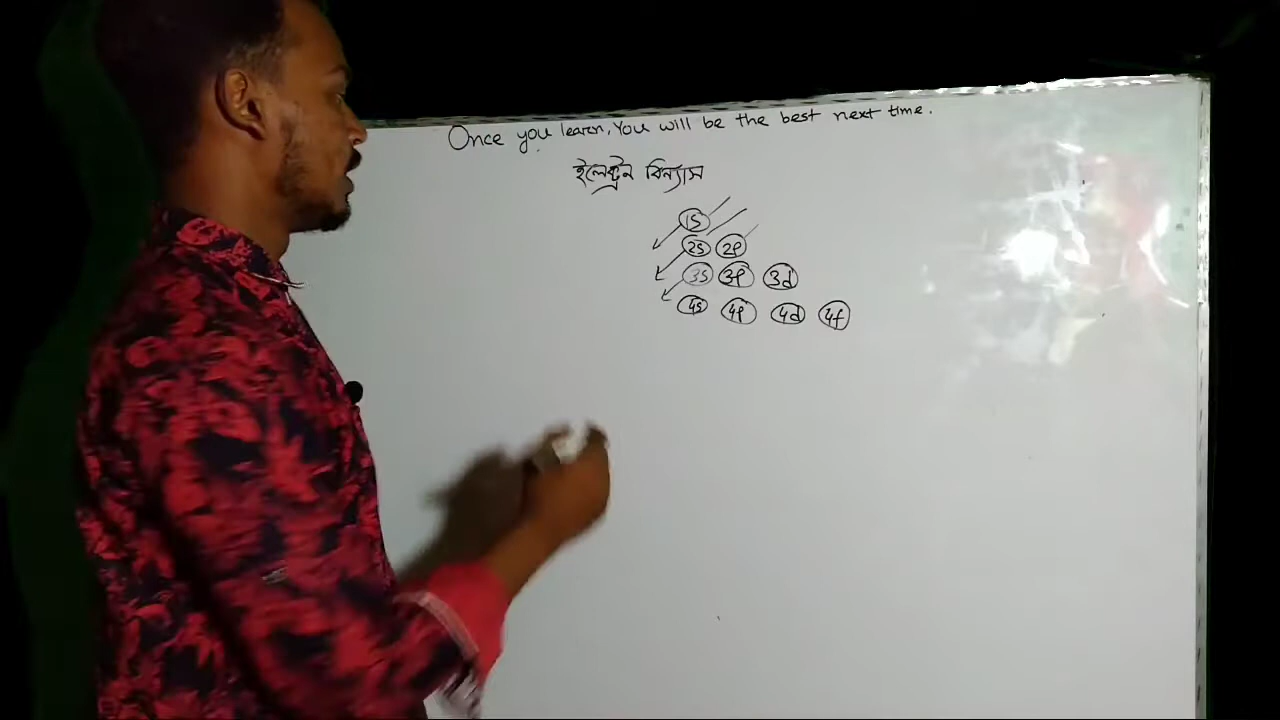 Once you learn, You will be the best next time.
ইলেক্ট্রন বিন্যাস
1s
2s 2p
3s 3p 3d
4s 4p 4d 4f